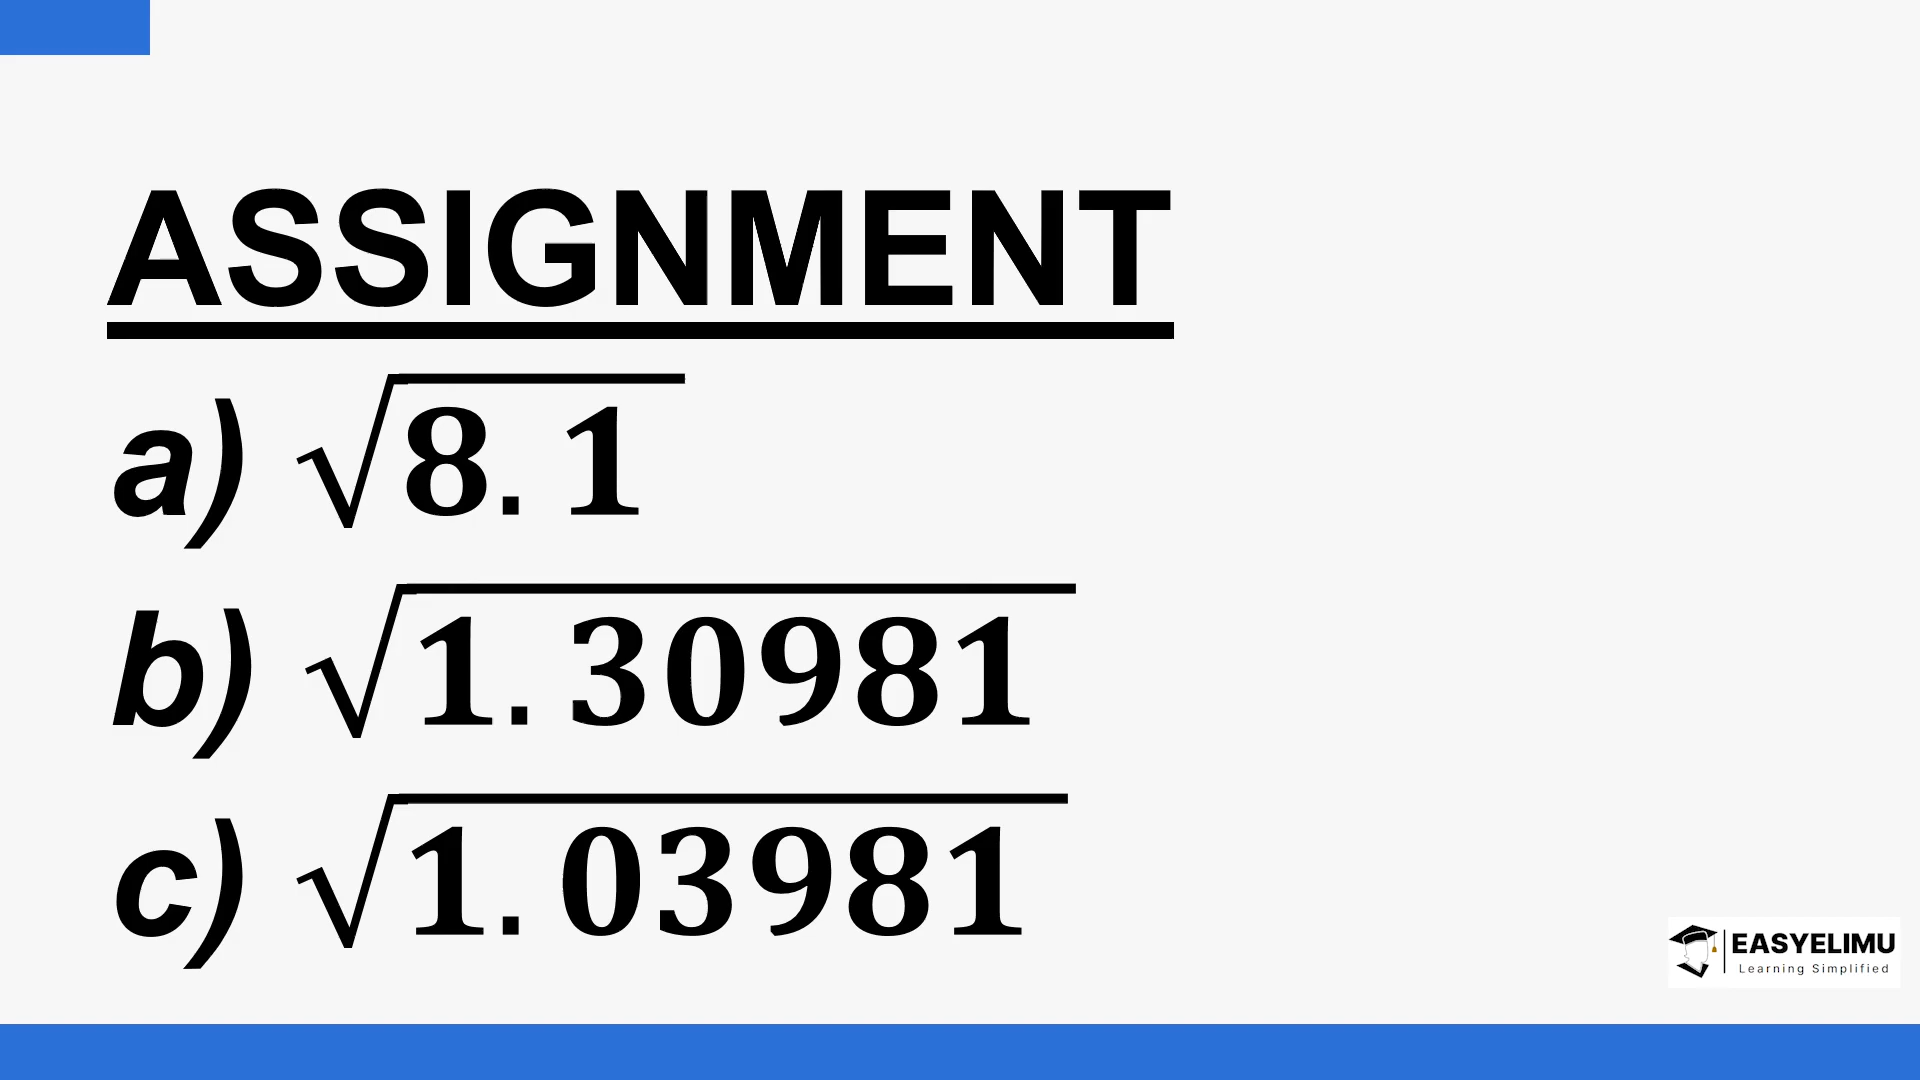 ASSIGNMENT
a) √8.1
b) √1.30981
c) √1.03981
EASYELIMU
Learning Simplified